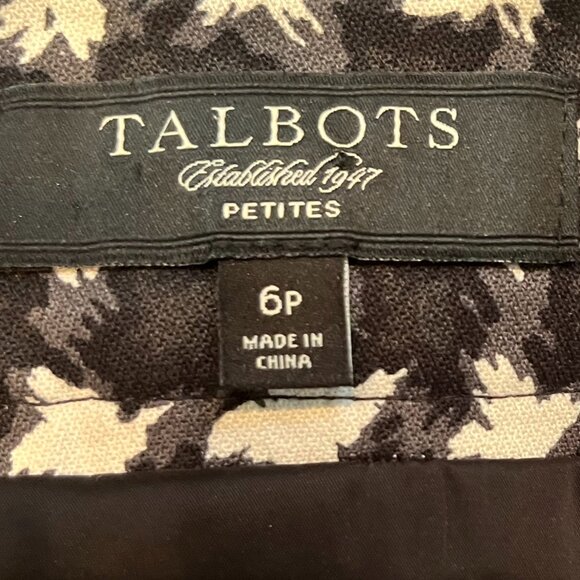 TALBOTS
Established 1947
PETITES
6P
MADE IN
CHINA